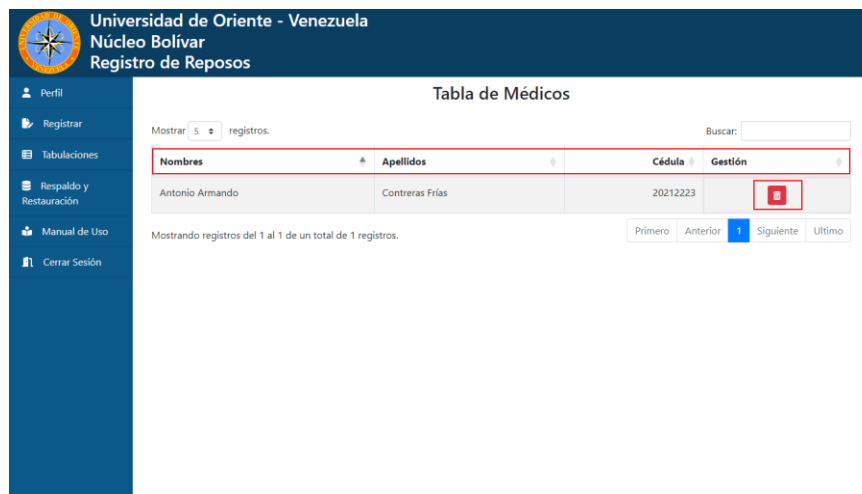 Universidad de Oriente - Venezuela
Núcleo Bolívar
Registro de Reposos
Perfil
Registrar
Tabulaciones
Respaldo y
Restauración
Manual de Uso
Cerrar Sesión
Tabla de Médicos
Mostrar 5 registros. Buscar:
Nombres Apellidos Cédula Gestión
Antonio Armando Contreras Frías 20212223
Mostrando registros del 1 al 1 de un total de 1 registros. Primero Anterior 1 Siguiente Ultimo